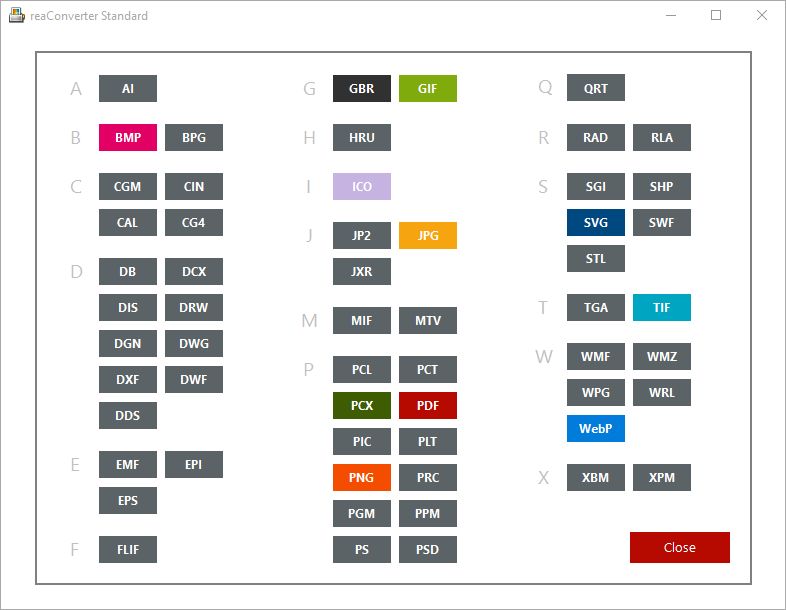 reaConverter Standard
A AI
B BMP BPG
C CGM CIN
CAL CG4
D DB DCX
DIS DRW
DGN DWG
DXF DWF
DDS
E EMF EPI
EPS
F FLIF
G GBR GIF
H HRU
I ICO
J JP2 JPG
JXR
M MIF MTV
P PCL PCT
PCX PDF
PIC PLT
PNG PRC
PGM PPM
PS PSD
Q QRT
R RAD RLA
S SGI SHP
SVG SWF
STL
T TGA TIF
W WMF WMZ
WPG WRL
WebP
X XBM XPM
Close